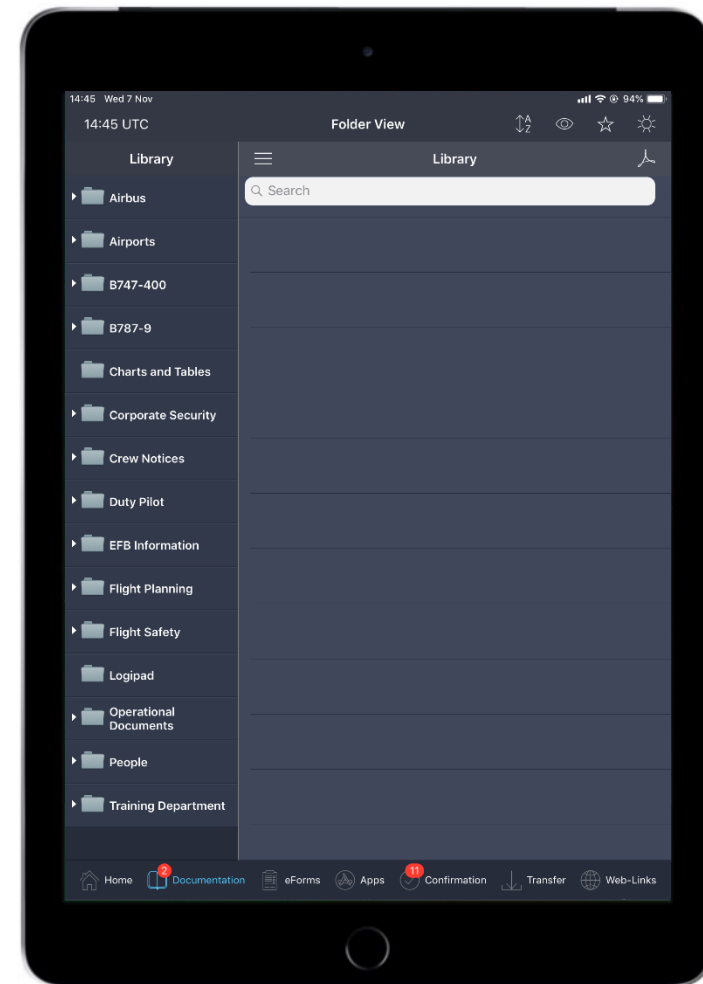 14:45 Wed 7 Nov
94%
14:45 UTC
Folder View
A
Z
Library
Library
Search
Airbus
Airports
B747-400
B787-9
Charts and Tables
Corporate Security
Crew Notices
Duty Pilot
EFB Information
Flight Planning
Flight Safety
Logipad
Operational
Documents
People
Training Department
Home
2
Documentation
eForms
Apps
11
Confirmation
Transfer
Web-Links